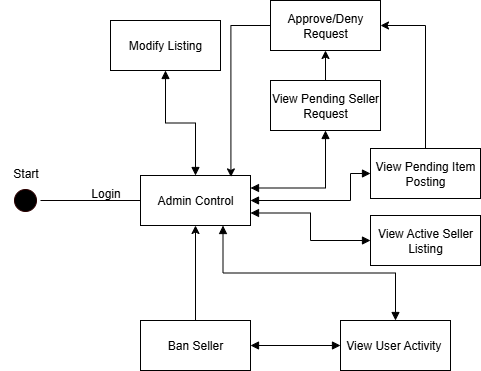 Approve/Deny
Request
Modify Listing
View Pending Seller
Request
Start
View Pending Item
Posting
Login
Admin Control
View Active Seller
Listing
Ban Seller
View User Activity